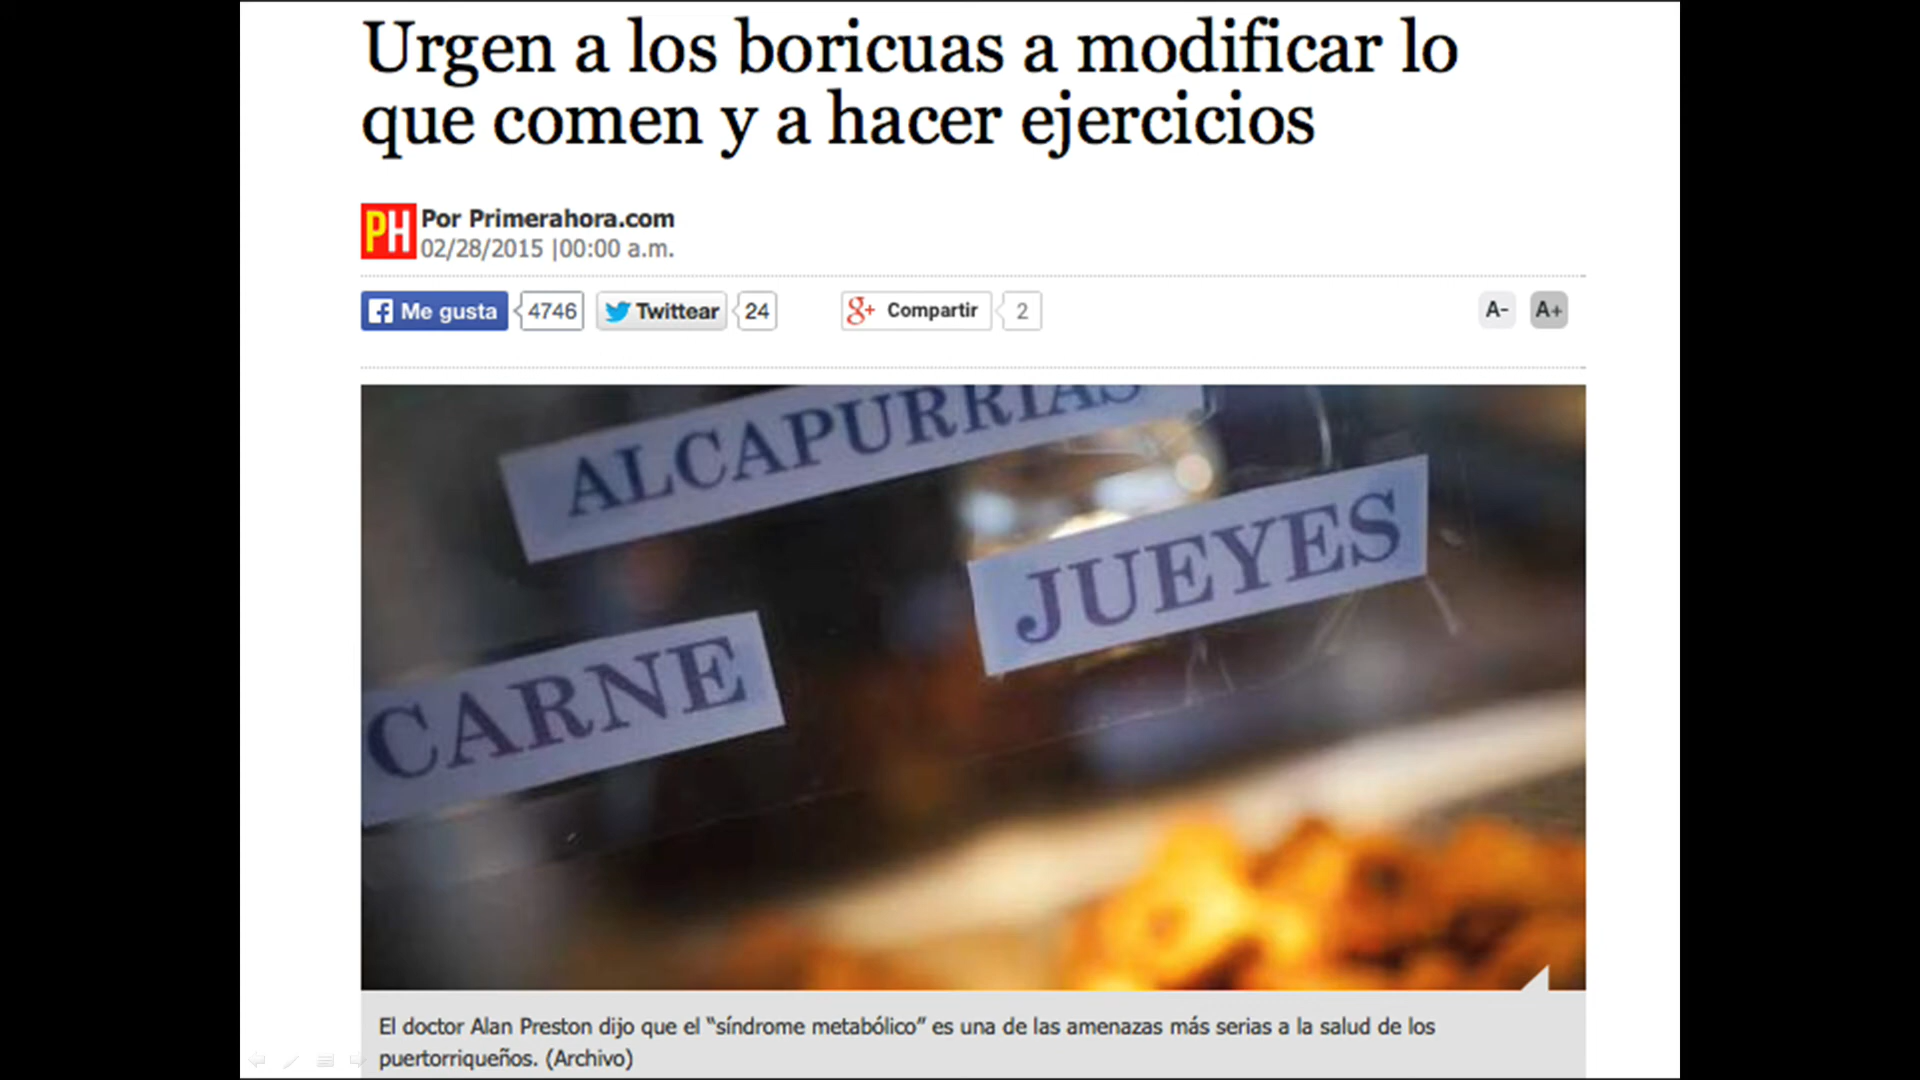 Urgen a los boricuas a modificar lo
que comen y a hacer ejercicios
PH
Por Primerahora.com
02/28/2015 |00:00 a.m.
Me gusta 4746 Twittear 24 g+ Compartir 2 A- A+
ALCAPURRIAS
JUEYES
CARNE
El doctor Alan Preston dijo que el “síndrome metabólico” es una de las amenazas más serias a la salud de los
puertorriqueños. (Archivo)